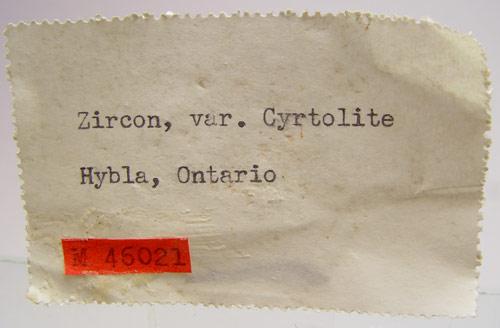 Zircon, var. Cyrtolite
Hybla, Ontario
M 46021